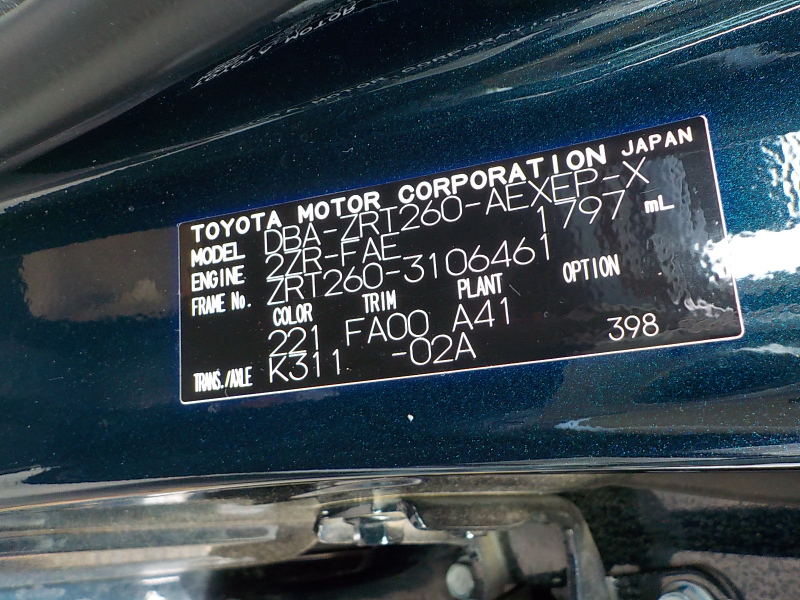 TOYOTA MOTOR CORPORATION JAPAN
MODEL DBA-ZRT260-AEXEP-X
ENGINE 2ZR-FAE 1797 mL
FRAME No. ZRT260-3106461
COLOR TRIM PLANT OPTION
221 FA00 A41
TRANS./AXLE K311 -02A 398